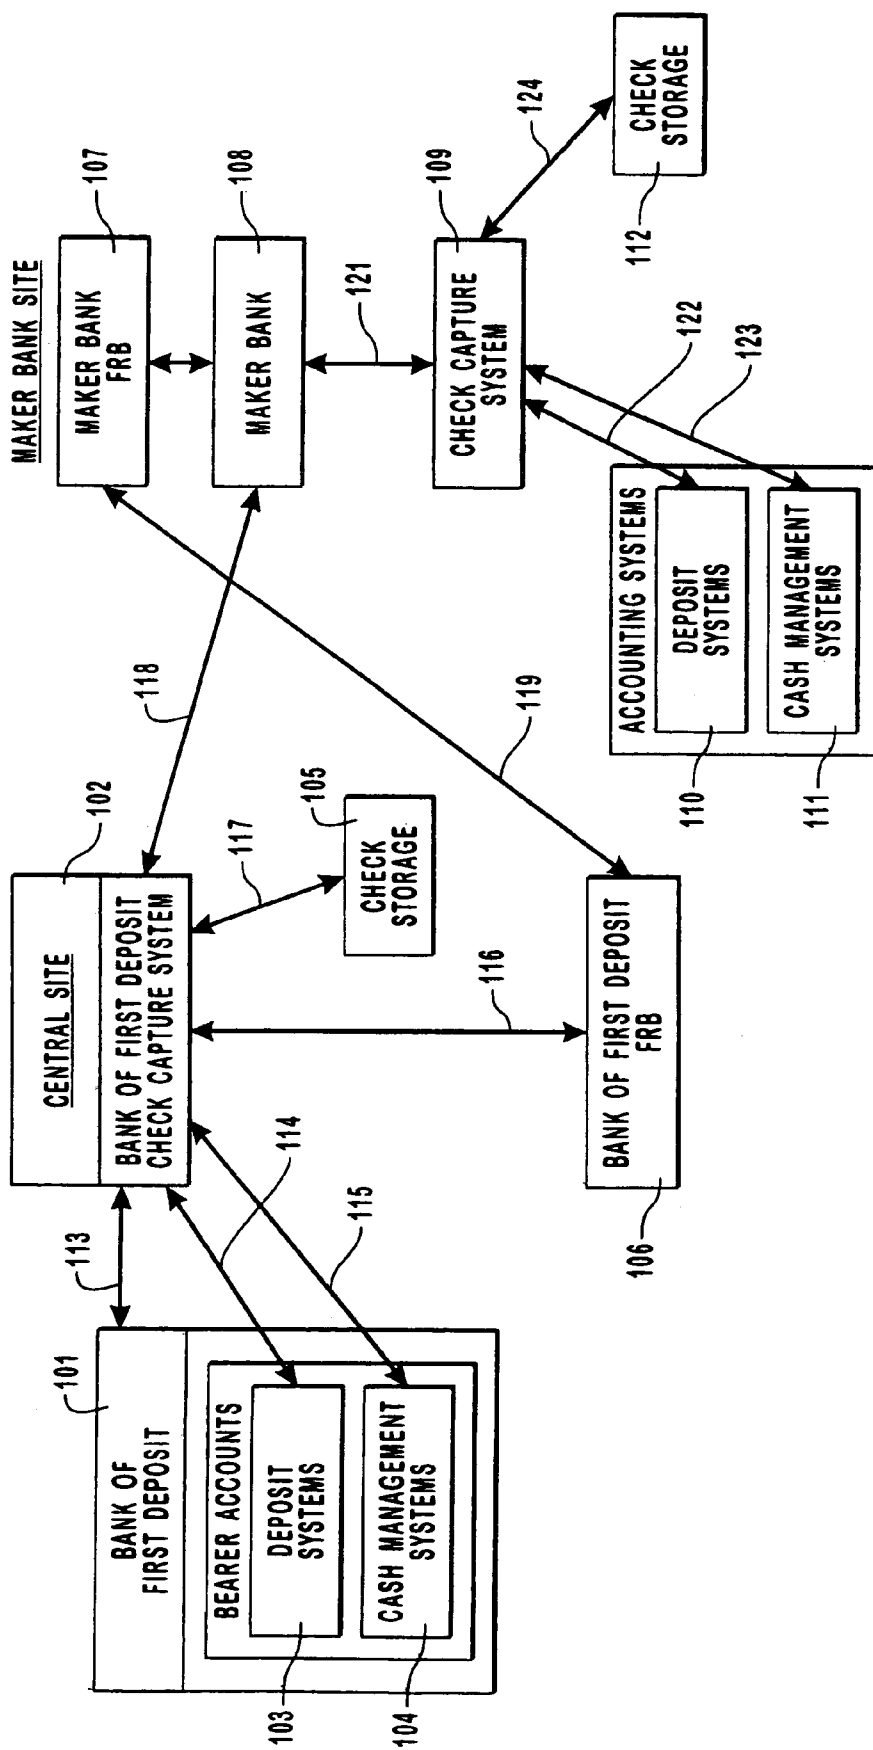 BANK OF
FIRST DEPOSIT
101
BEARER ACCOUNTS
DEPOSIT
SYSTEMS
103
CASH MANAGEMENT
SYSTEMS
104
113
114
115
CENTRAL SITE
102
BANK OF FIRST DEPOSIT
CHECK CAPTURE SYSTEM
117
105
CHECK
STORAGE
116
BANK OF FIRST DEPOSIT
FRB
106
118
119
MAKER BANK SITE
MAKER BANK
FRB
107
MAKER BANK
108
121
CHECK CAPTURE
SYSTEM
109
124
CHECK
STORAGE
112
122
123
ACCOUNTING SYSTEMS
DEPOSIT
SYSTEMS
110
CASH MANAGEMENT
SYSTEMS
111